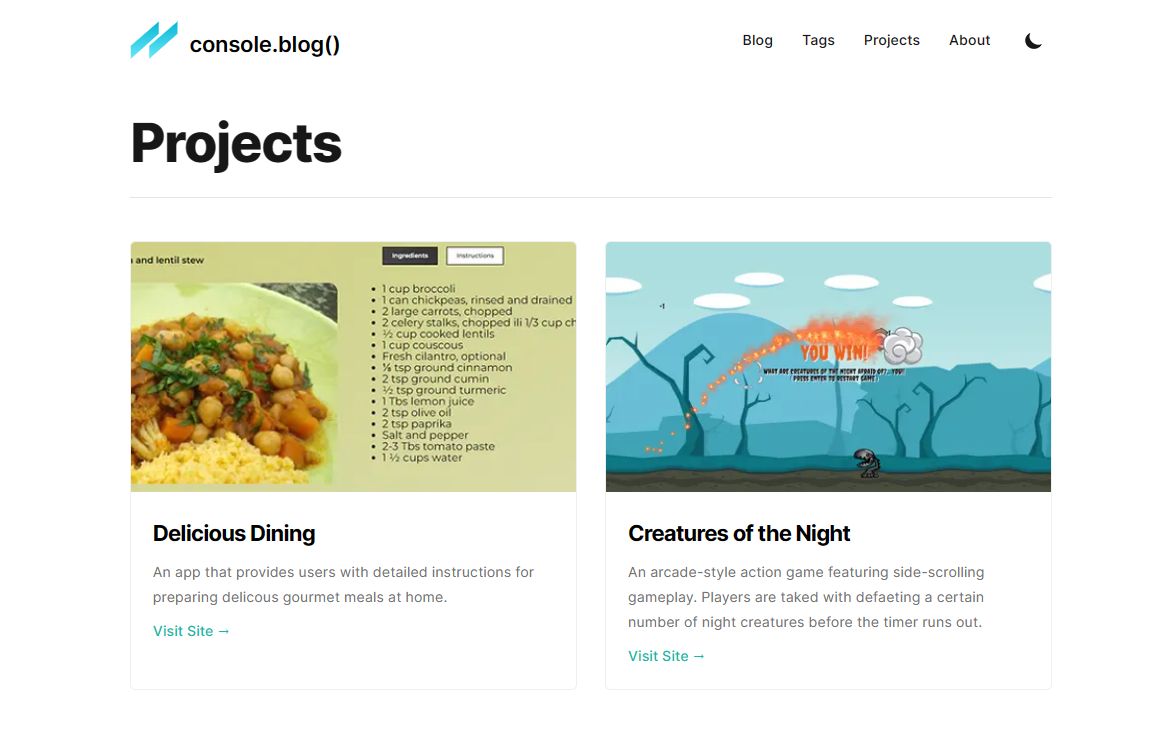 console.blog()
Blog Tags Projects About
Projects
and lentil stew
Ingredients Instructions
1 cup broccoli
1 can chickpeas, rinsed and drained
2 large carrots, chopped
2 celery stalks, chopped ili 1/3 cup ch
½ cup cooked lentils
1 cup couscous
Fresh cilantro, optional
⅛ tsp ground cinnamon
2 tsp ground cumin
½ tsp ground turmeric
1 Tbs lemon juice
2 tsp olive oil
2 tsp paprika
Salt and pepper
2-3 Tbs tomato paste
1 ½ cups water
YOU WIN!
WHAT ARE CREATURES OF THE NIGHT AFRAID OF?.. YOU!
( PRESS ENTER TO RESTART GAME )
Delicious Dining
An app that provides users with detailed instructions for
preparing delicous gourmet meals at home.
Visit Site →
Creatures of the Night
An arcade-style action game featuring side-scrolling
gameplay. Players are taked with defaeting a certain
number of night creatures before the timer runs out.
Visit Site →